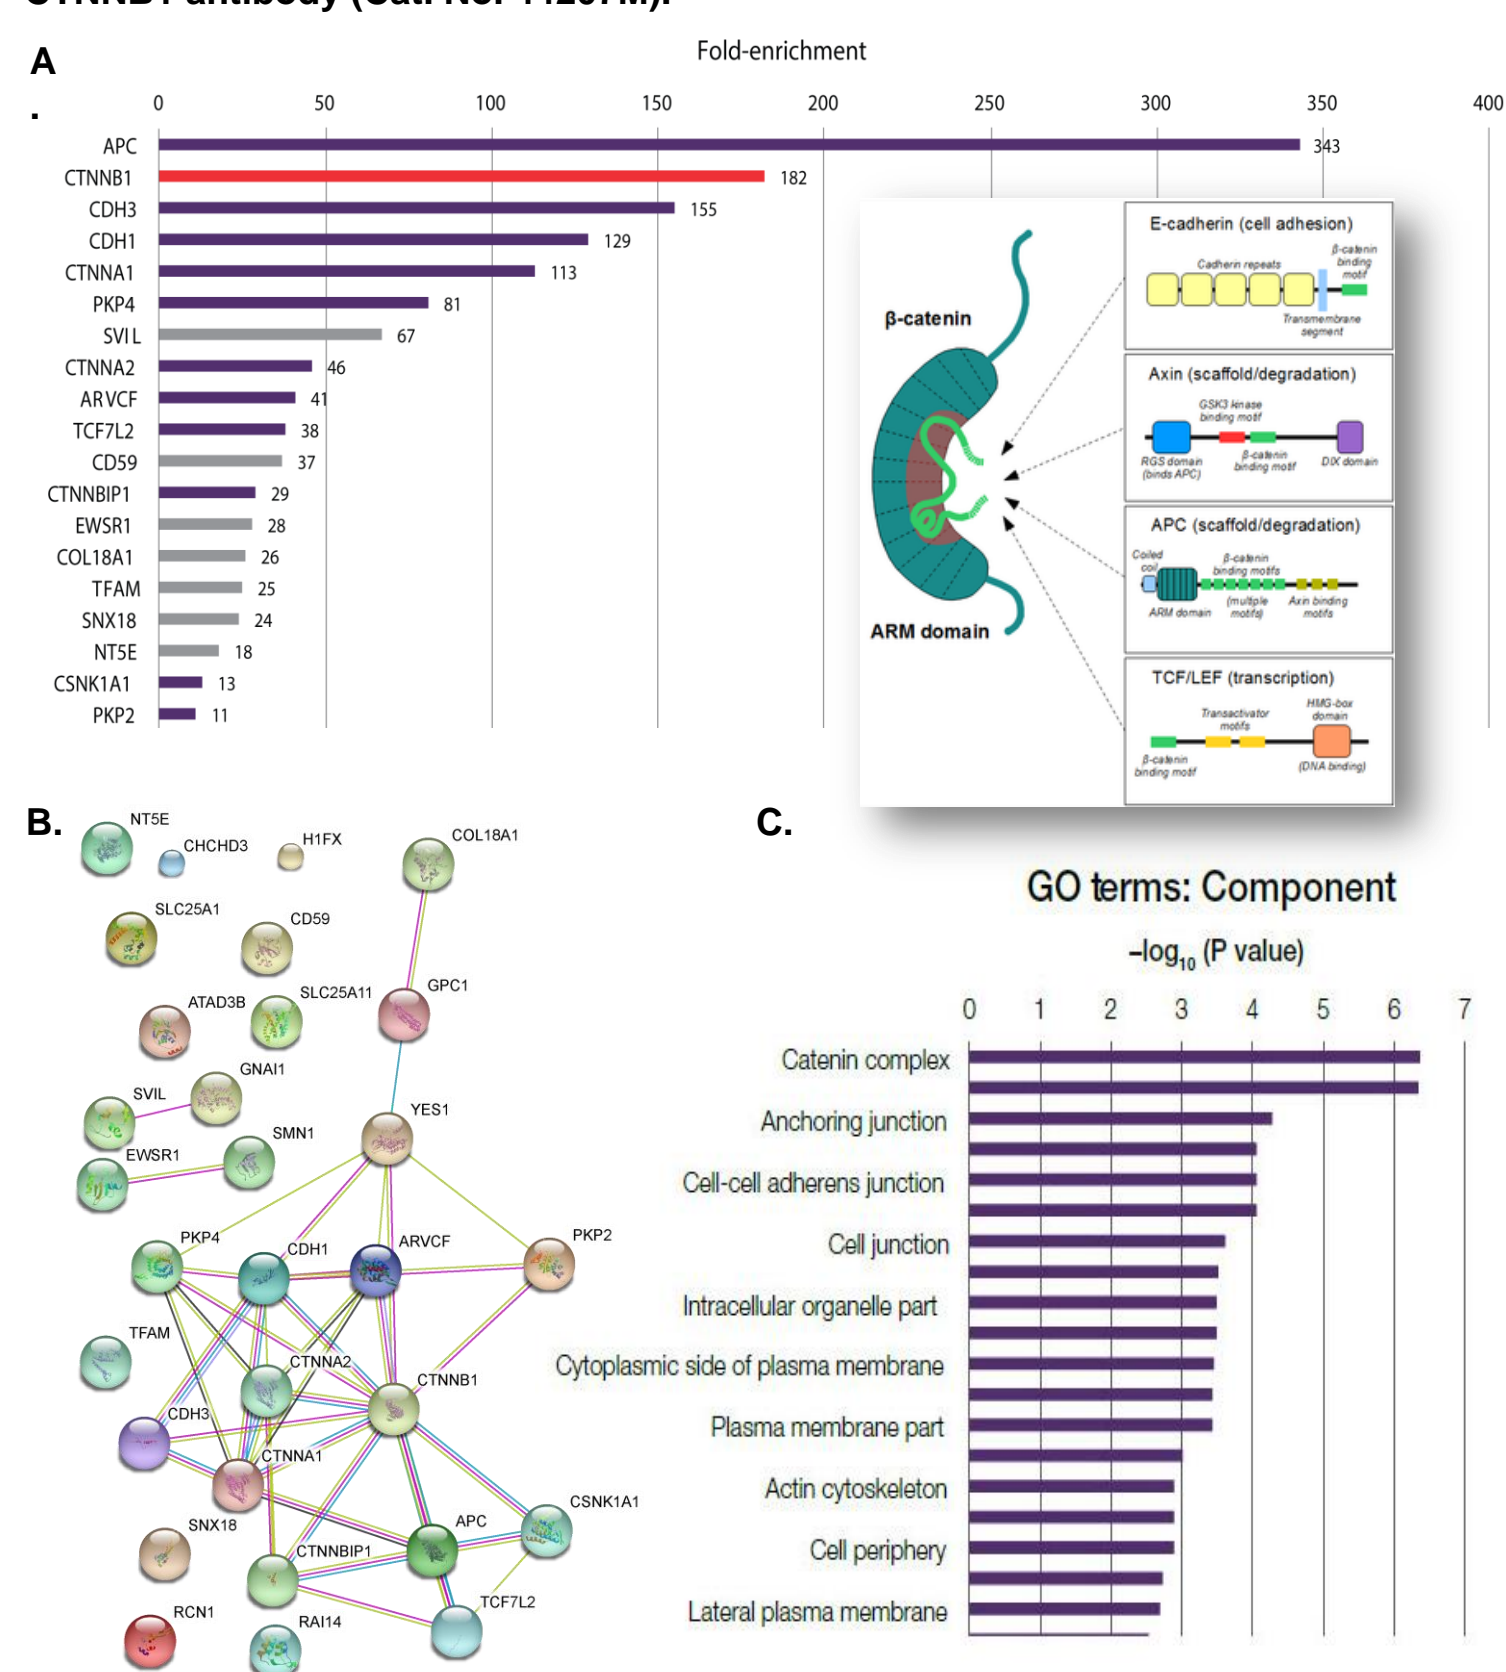 A
.
Fold-enrichment
0 50 100 150 200 250 300 350 400
APC 343
CTNNB1 182
CDH3 155
CDH1 129
CTNNA1 113
PKP4 81
SVIL 67
CTNNA2 46
ARVCF 41
TCF7L2 38
CD59 37
CTNNBIP1 29
EWSR1 28
COL18A1 26
TFAM 25
SNX18 24
NT5E 18
CSNK1A1 13
PKP2 11
β-catenin
ARM domain
E-cadherin (cell adhesion)
Cadherin repeats
β-catenin
binding
motif
Transmembrane
segment
Axin (scaffold/degradation)
GSK3 kinase
binding motif
RGS domain
(binds APC)
β-catenin
binding motif
DIX domain
APC (scaffold/degradation)
Coiled
coil
β-catenin
binding motifs
ARM domain
(multiple
motifs)
Axin binding
motifs
TCF/LEF (transcription)
HMG-box
domain
Transactivator
motifs
β-catenin
binding motif
(DNA binding)
B.
NT5E
CHCHD3
H1FX
COL18A1
SLC25A1
CD59
ATAD3B
SLC25A11
GPC1
GNAI1
SVIL
YES1
SMN1
EWSR1
PKP4
CDH1
ARVCF
PKP2
TFAM
CTNNA2
CTNNB1
CDH3
CTNNA1
CSNK1A1
SNX18
APC
CTNNBIP1
TCF7L2
RCN1
RAI14
C.
GO terms: Component
–log10 (P value)
0 1 2 3 4 5 6 7
Catenin complex
Anchoring junction
Cell-cell adherens junction
Cell junction
Intracellular organelle part
Cytoplasmic side of plasma membrane
Plasma membrane part
Actin cytoskeleton
Cell periphery
Lateral plasma membrane